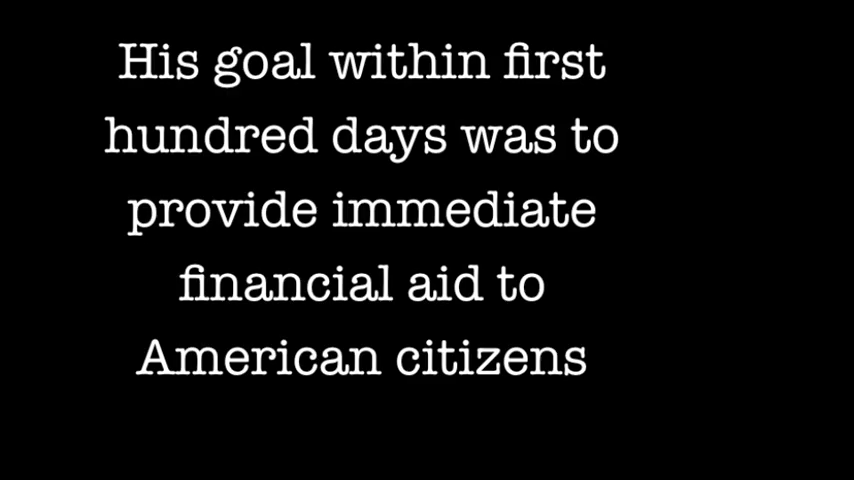 His goal within first
hundred days was to
provide immediate
financial aid to
American citizens